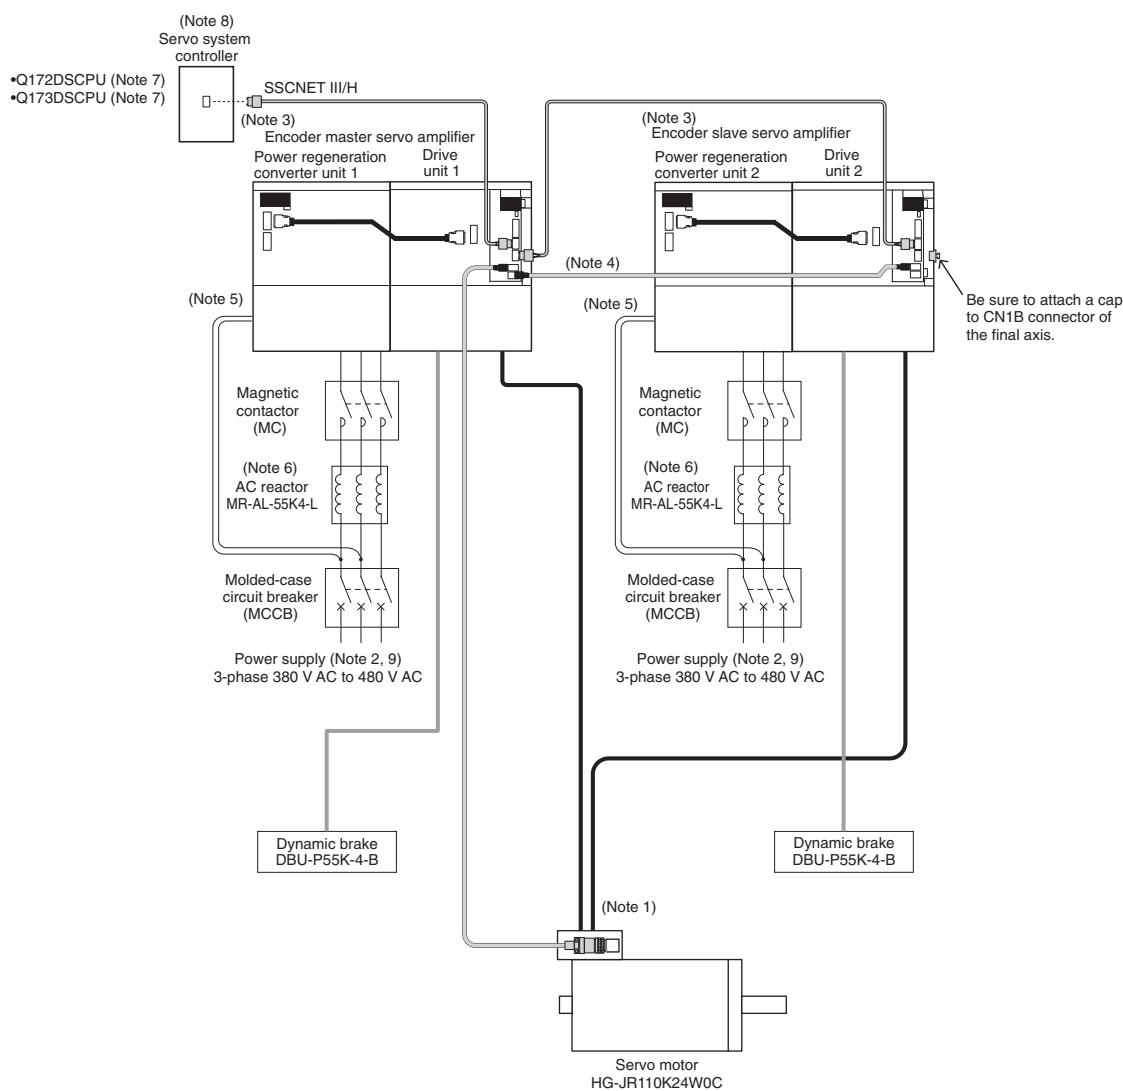 (Note 8)
Servo system
controller
•Q172DSCPU (Note 7)
•Q173DSCPU (Note 7)
SSCNET III/H
(Note 3)
Encoder master servo amplifier
Power regeneration
converter unit 1
Drive
unit 1
(Note 3)
Encoder slave servo amplifier
Power regeneration
converter unit 2
Drive
unit 2
(Note 4)
(Note 5)
(Note 5)
Be sure to attach a cap
to CN1B connector of
the final axis.
Magnetic
contactor
(MC)
Magnetic
contactor
(MC)
(Note 6)
AC reactor
MR-AL-55K4-L
(Note 6)
AC reactor
MR-AL-55K4-L
Molded-case
circuit breaker
(MCCB)
Molded-case
circuit breaker
(MCCB)
Power supply (Note 2, 9)
3-phase 380 V AC to 480 V AC
Power supply (Note 2, 9)
3-phase 380 V AC to 480 V AC
Dynamic brake
DBU-P55K-4-B
Dynamic brake
DBU-P55K-4-B
(Note 1)
Servo motor
HG-JR110K24W0C